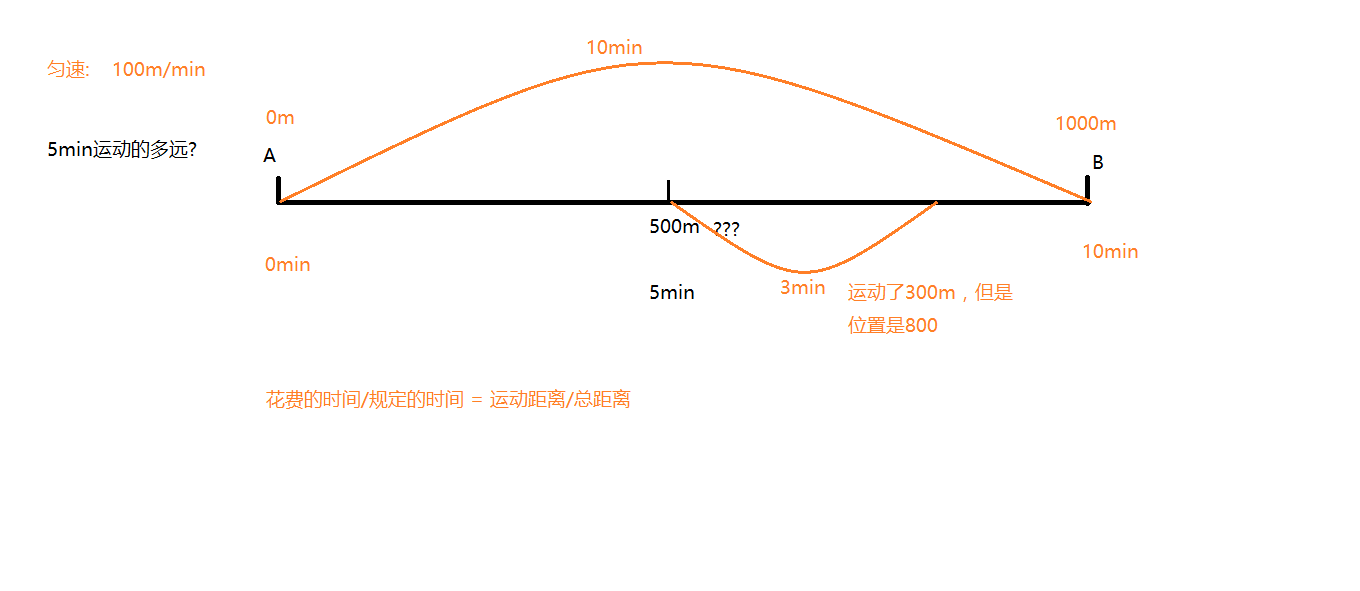 10min
匀速: 100m/min
0m
1000m
5min运动的多远?
A
B
500m ???
0min
10min
5min
3min
运动了300m，但是
位置是800
花费的时间/规定的时间 = 运动距离/总距离